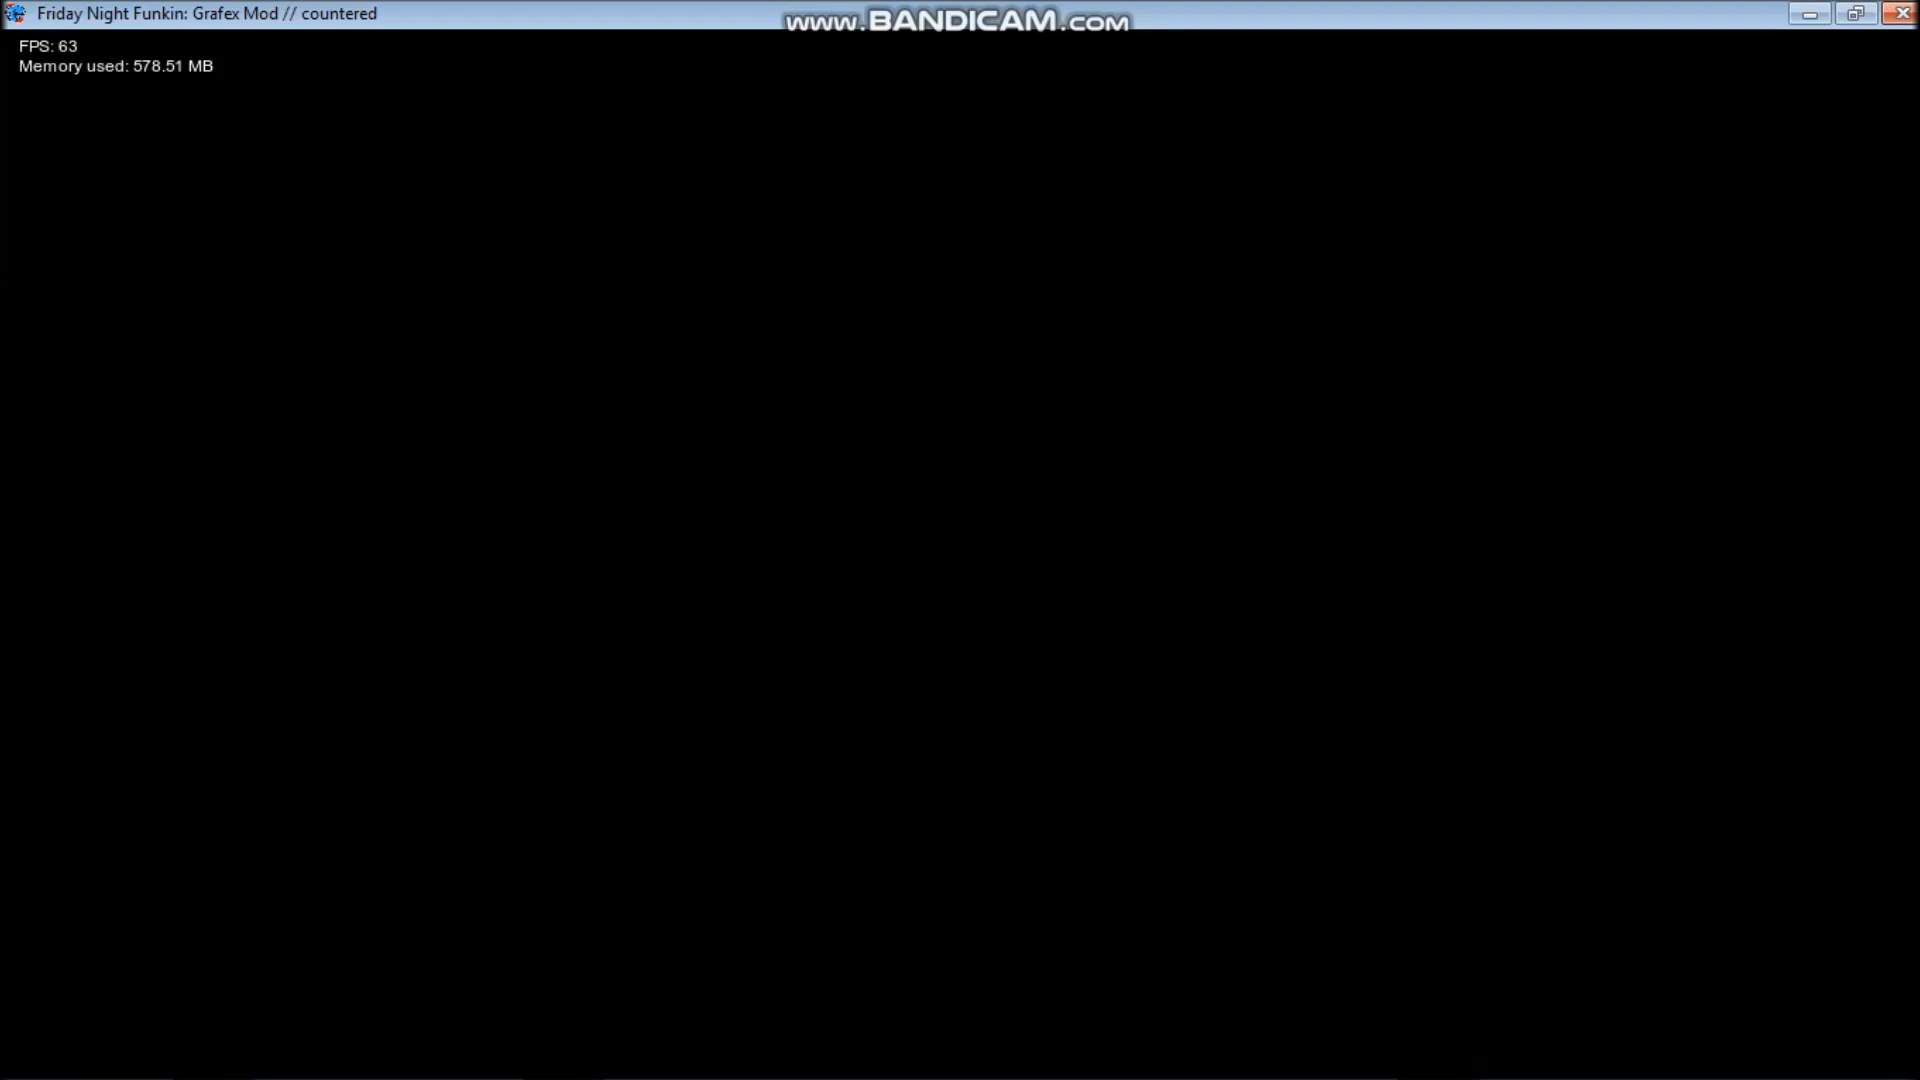 Friday Night Funkin: Grafex Mod // countered
www.BANDICAM.com
FPS: 63
Memory used: 578.51 MB